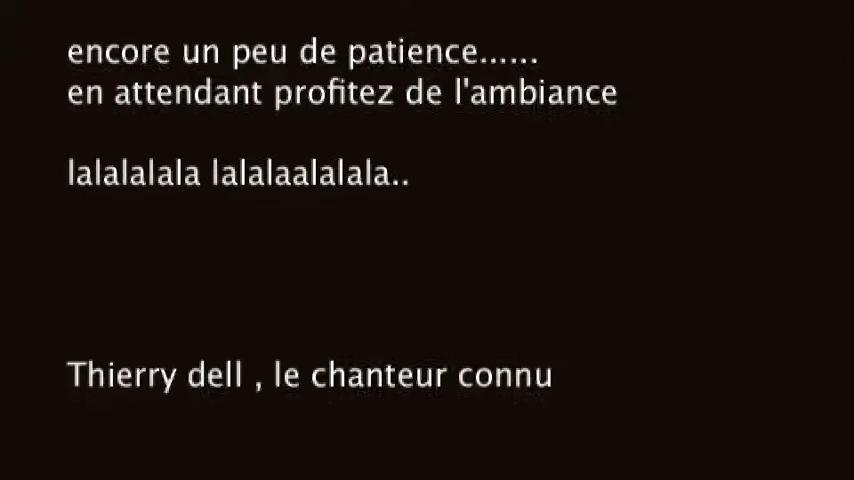 encore un peu de patience......
en attendant profitez de l'ambiance
lalalalala lalalaalalala..
Thierry dell , le chanteur connu